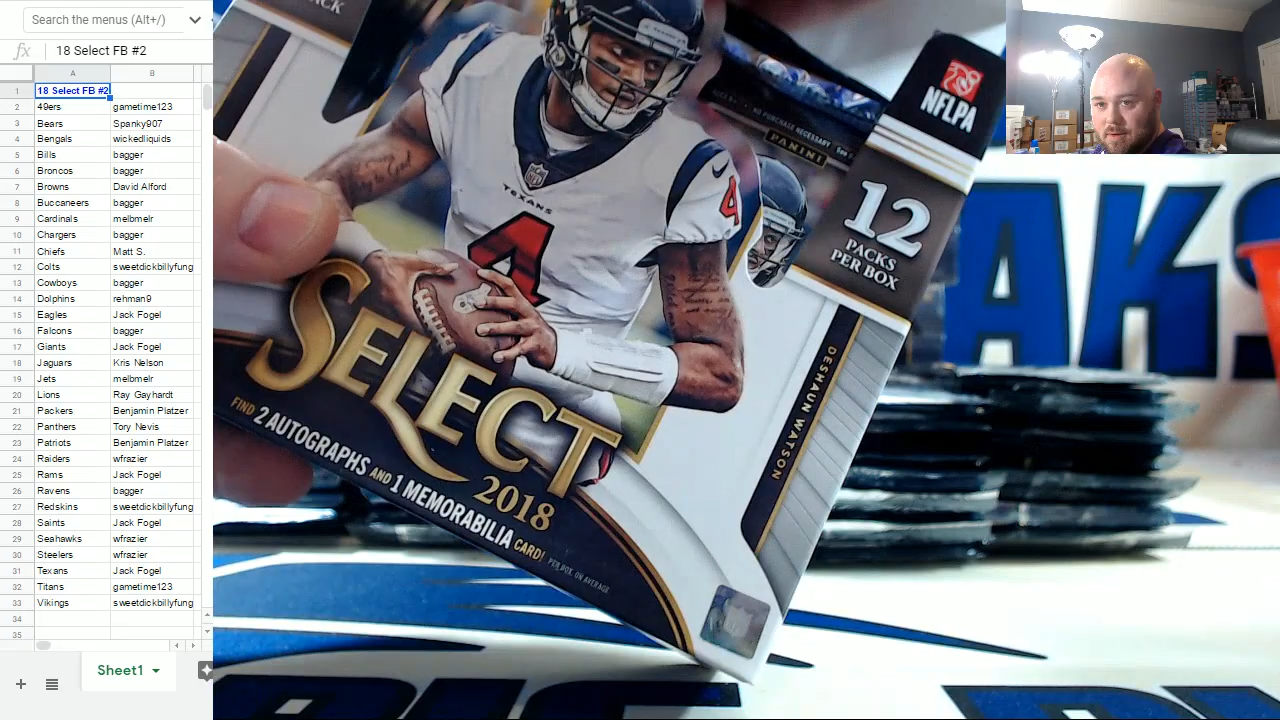 Search the menus (Alt+/)
fx
18 Select FB #2
A B
1 18 Select FB #2
2 49ers gametime123
3 Bears Spanky907
4 Bengals wickedliquids
5 Bills bagger
6 Broncos bagger
7 Browns David Alford
8 Buccaneers bagger
9 Cardinals melbmelr
10 Chargers bagger
11 Chiefs Matt S.
12 Colts sweetdickbillyfung
13 Cowboys bagger
14 Dolphins rehman9
15 Eagles Jack Fogel
16 Falcons bagger
17 Giants Jack Fogel
18 Jaguars Kris Nelson
19 Jets melbmelr
20 Lions Ray Gayhardt
21 Packers Benjamin Platzer
22 Panthers Tory Nevis
23 Patriots Benjamin Platzer
24 Raiders wfrazier
25 Rams Jack Fogel
26 Ravens bagger
27 Redskins sweetdickbillyfung
28 Saints Jack Fogel
29 Seahawks wfrazier
30 Steelers wfrazier
31 Texans Jack Fogel
32 Titans gametime123
33 Vikings sweetdickbillyfung
34
35
Sheet1
NFLPA
NO PURCHASE NECESSARY
PANINI
12
PACKS
PER BOX
TEXANS
4
4
DESHAUN WATSON
SELECT
2018
FIND 2 AUTOGRAPHS AND 1 MEMORABILIA CARD! PER BOX, ON AVERAGE
AKS